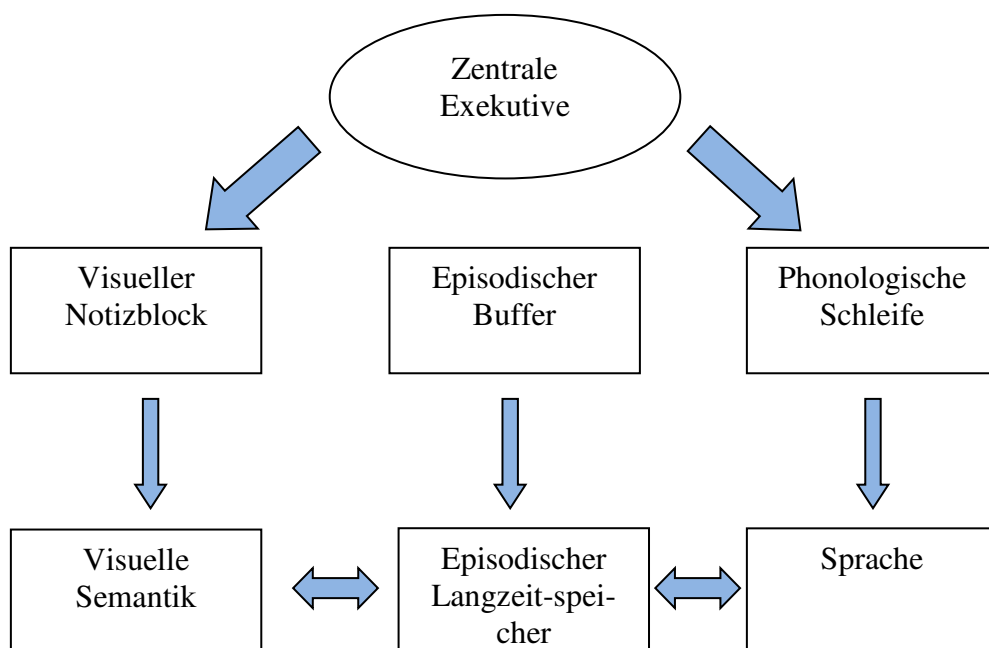 Zentrale
Exekutive
Visueller
Notizblock
Episodischer
Buffer
Phonologische
Schleife
Visuelle
Semantik
Episodischer
Langzeit-spei-
cher
Sprache